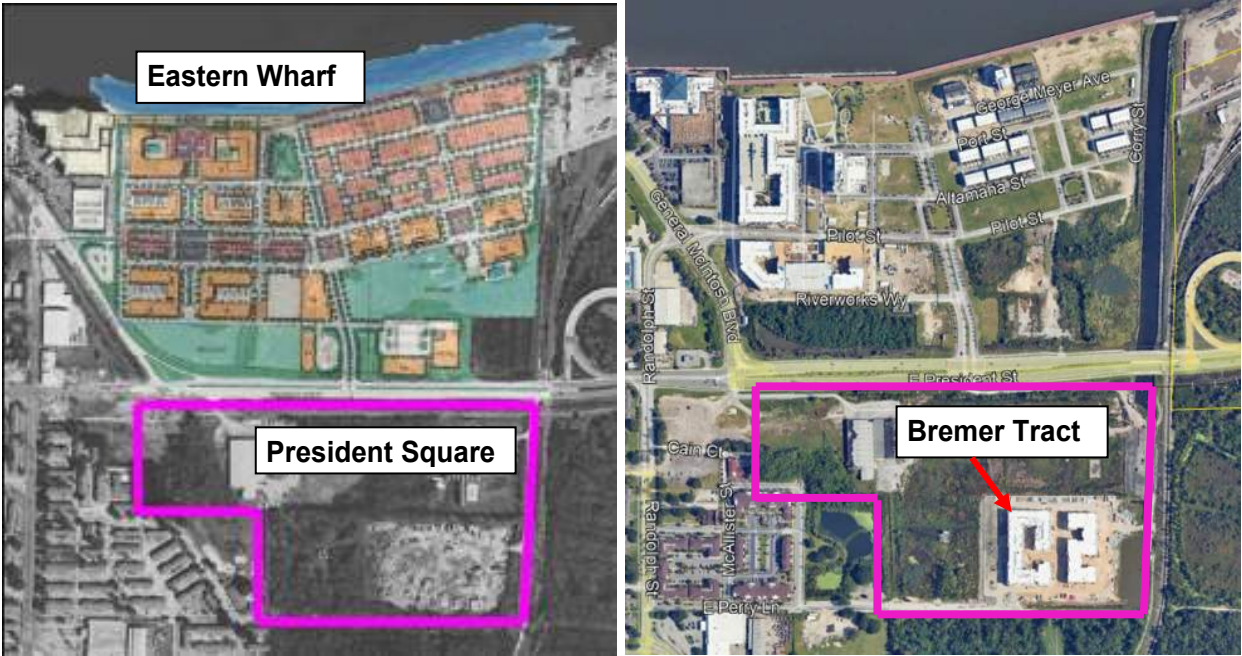 Eastern Wharf
President Square
George Meyer Ave
Port St
Corry St
Altamaha St
Pilot St
Pilot St
General McIntosh Blvd
Riverworks Wy
Randolph St
E President St
Bremer Tract
Cain Ct
McAllister St
Randolph St
E Perry Ln